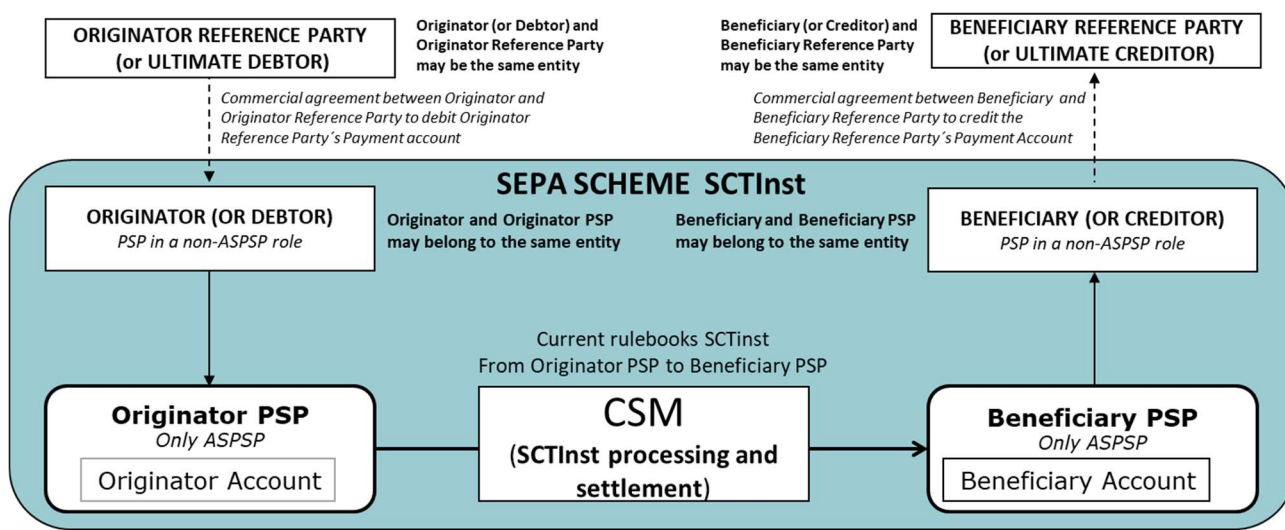 ORIGINATOR REFERENCE PARTY
(or ULTIMATE DEBTOR)
Originator (or Debtor) and
Originator Reference Party
may be the same entity
Beneficiary (or Creditor) and
Beneficiary Reference Party
may be the same entity
BENEFICIARY REFERENCE PARTY
(or ULTIMATE CREDITOR)
Commercial agreement between Originator and
Originator Reference Party to debit Originator
Reference Party´s Payment account
Commercial agreement between Beneficiary and
Beneficiary Reference Party to credit the
Beneficiary Reference Party´s Payment Account
SEPA SCHEME SCTInst
ORIGINATOR (OR DEBTOR)
PSP in a non-ASPSP role
Originator and Originator PSP
may belong to the same entity
Beneficiary and Beneficiary PSP
may belong to the same entity
BENEFICIARY (OR CREDITOR)
PSP in a non-ASPSP role
Current rulebooks SCTinst
From Originator PSP to Beneficiary PSP
Originator PSP
Only ASPSP
Originator Account
CSM
(SCTInst processing and
settlement)
Beneficiary PSP
Only ASPSP
Beneficiary Account